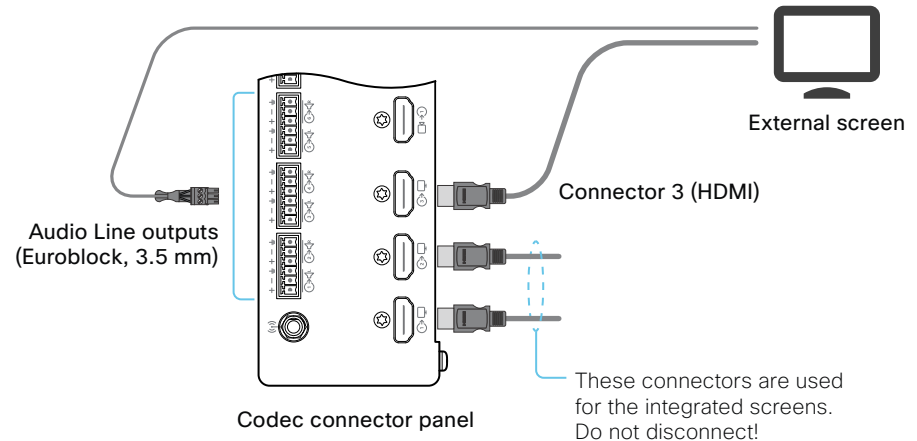 External screen
Connector 3 (HDMI)
Audio Line outputs
(Euroblock, 3.5 mm)
These connectors are used
for the integrated screens.
Do not disconnect!
Codec connector panel